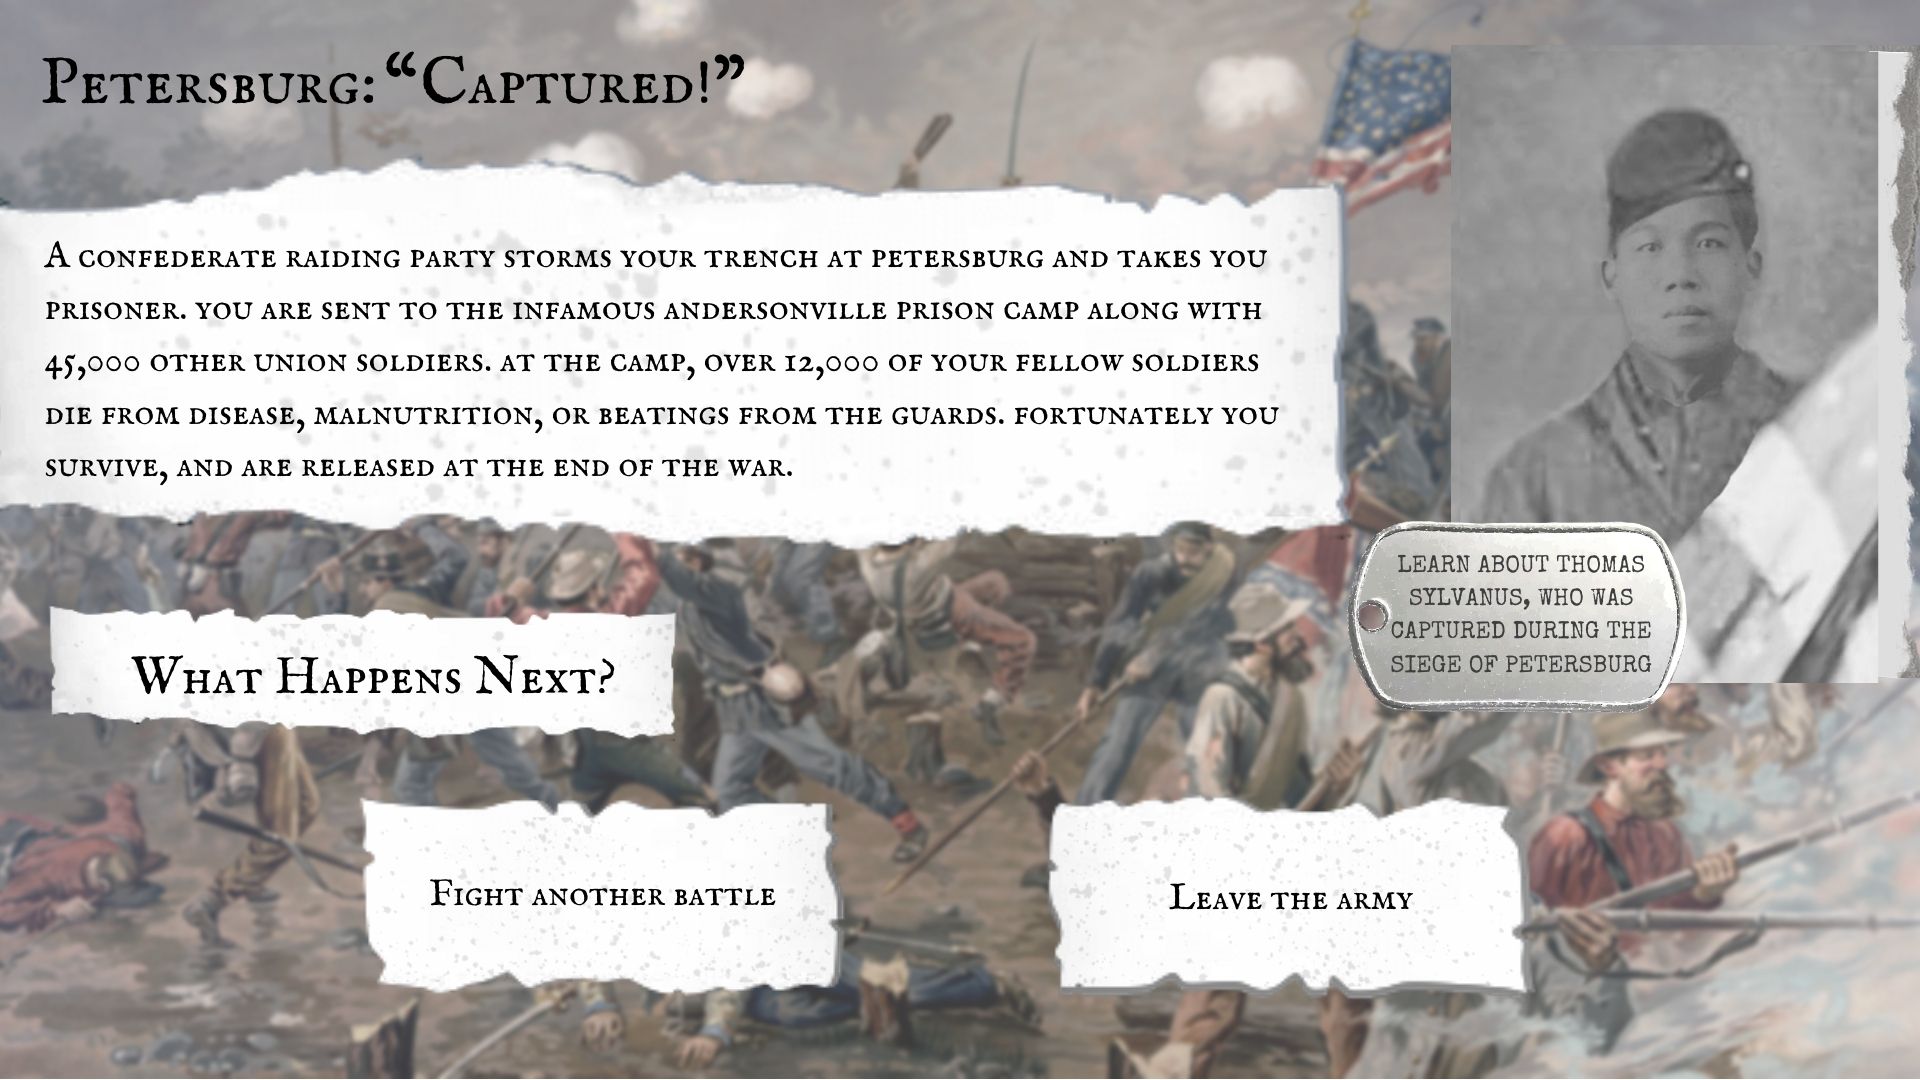 Petersburg: “Captured!”
A confederate raiding party storms your trench at petersburg and takes you
prisoner. you are sent to the infamous andersonville prison camp along with
45,000 other union soldiers. at the camp, over 12,000 of your fellow soldiers
die from disease, malnutrition, or beatings from the guards. fortunately you
survive, and are released at the end of the war.
LEARN ABOUT THOMAS
SYLVANUS, WHO WAS
CAPTURED DURING THE
SIEGE OF PETERSBURG
What Happens Next?
Fight another battle
Leave the army